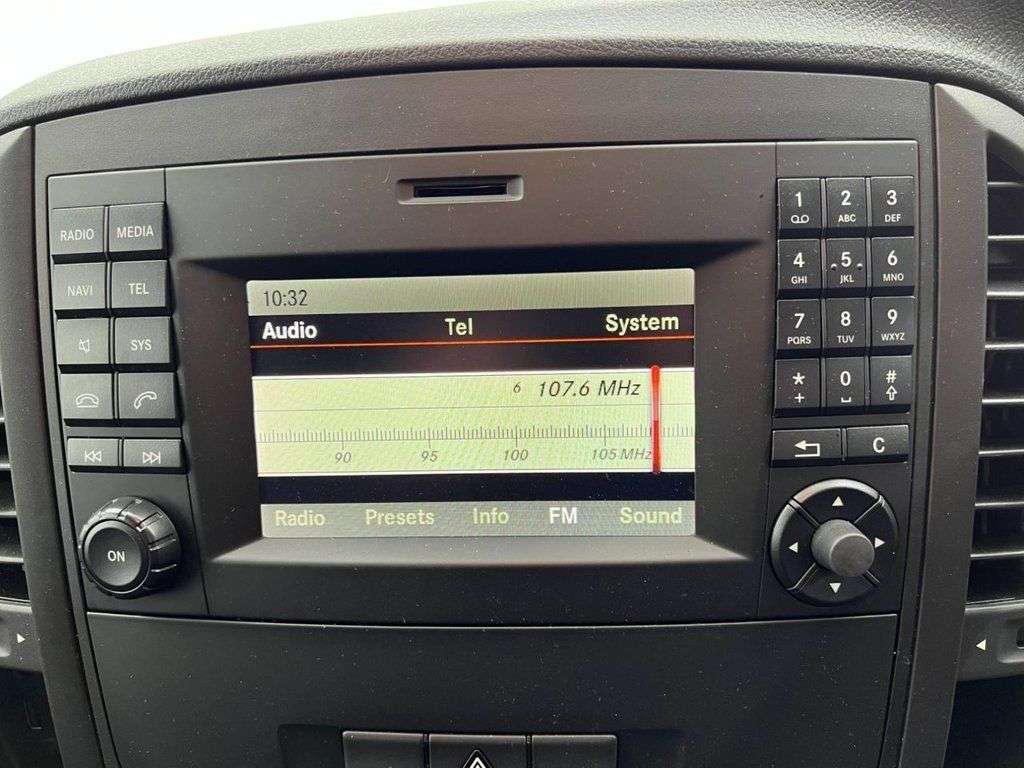 RADIO MEDIA
NAVI TEL
SYS
ON
10:32
Audio Tel System
6 107.6 MHz
90 95 100 105 MHz
Radio Presets Info FM Sound
1 2 ABC 3 DEF
4 GHI 5 JKL 6 MNO
7 PQRS 8 TUV 9 WXYZ
* + 0 #
C